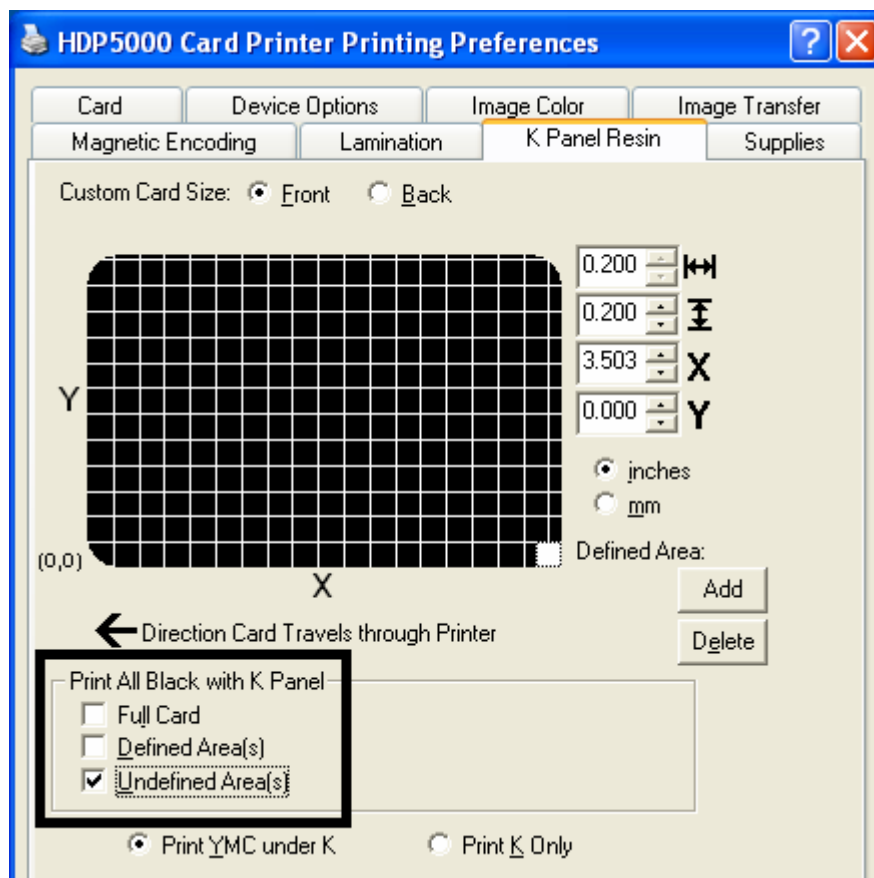 HDP5000 Card Printer Printing Preferences
Card Device Options Image Color Image Transfer
Magnetic Encoding Lamination K Panel Resin Supplies
Custom Card Size: Front Back
0.200
0.200
3.503 X
Y 0.000 Y
inches
mm
(0,0) Defined Area:
X Add
Direction Card Travels through Printer Delete
Print All Black with K Panel
Full Card
Defined Area(s)
Undefined Area(s)
Print YMC under K Print K Only